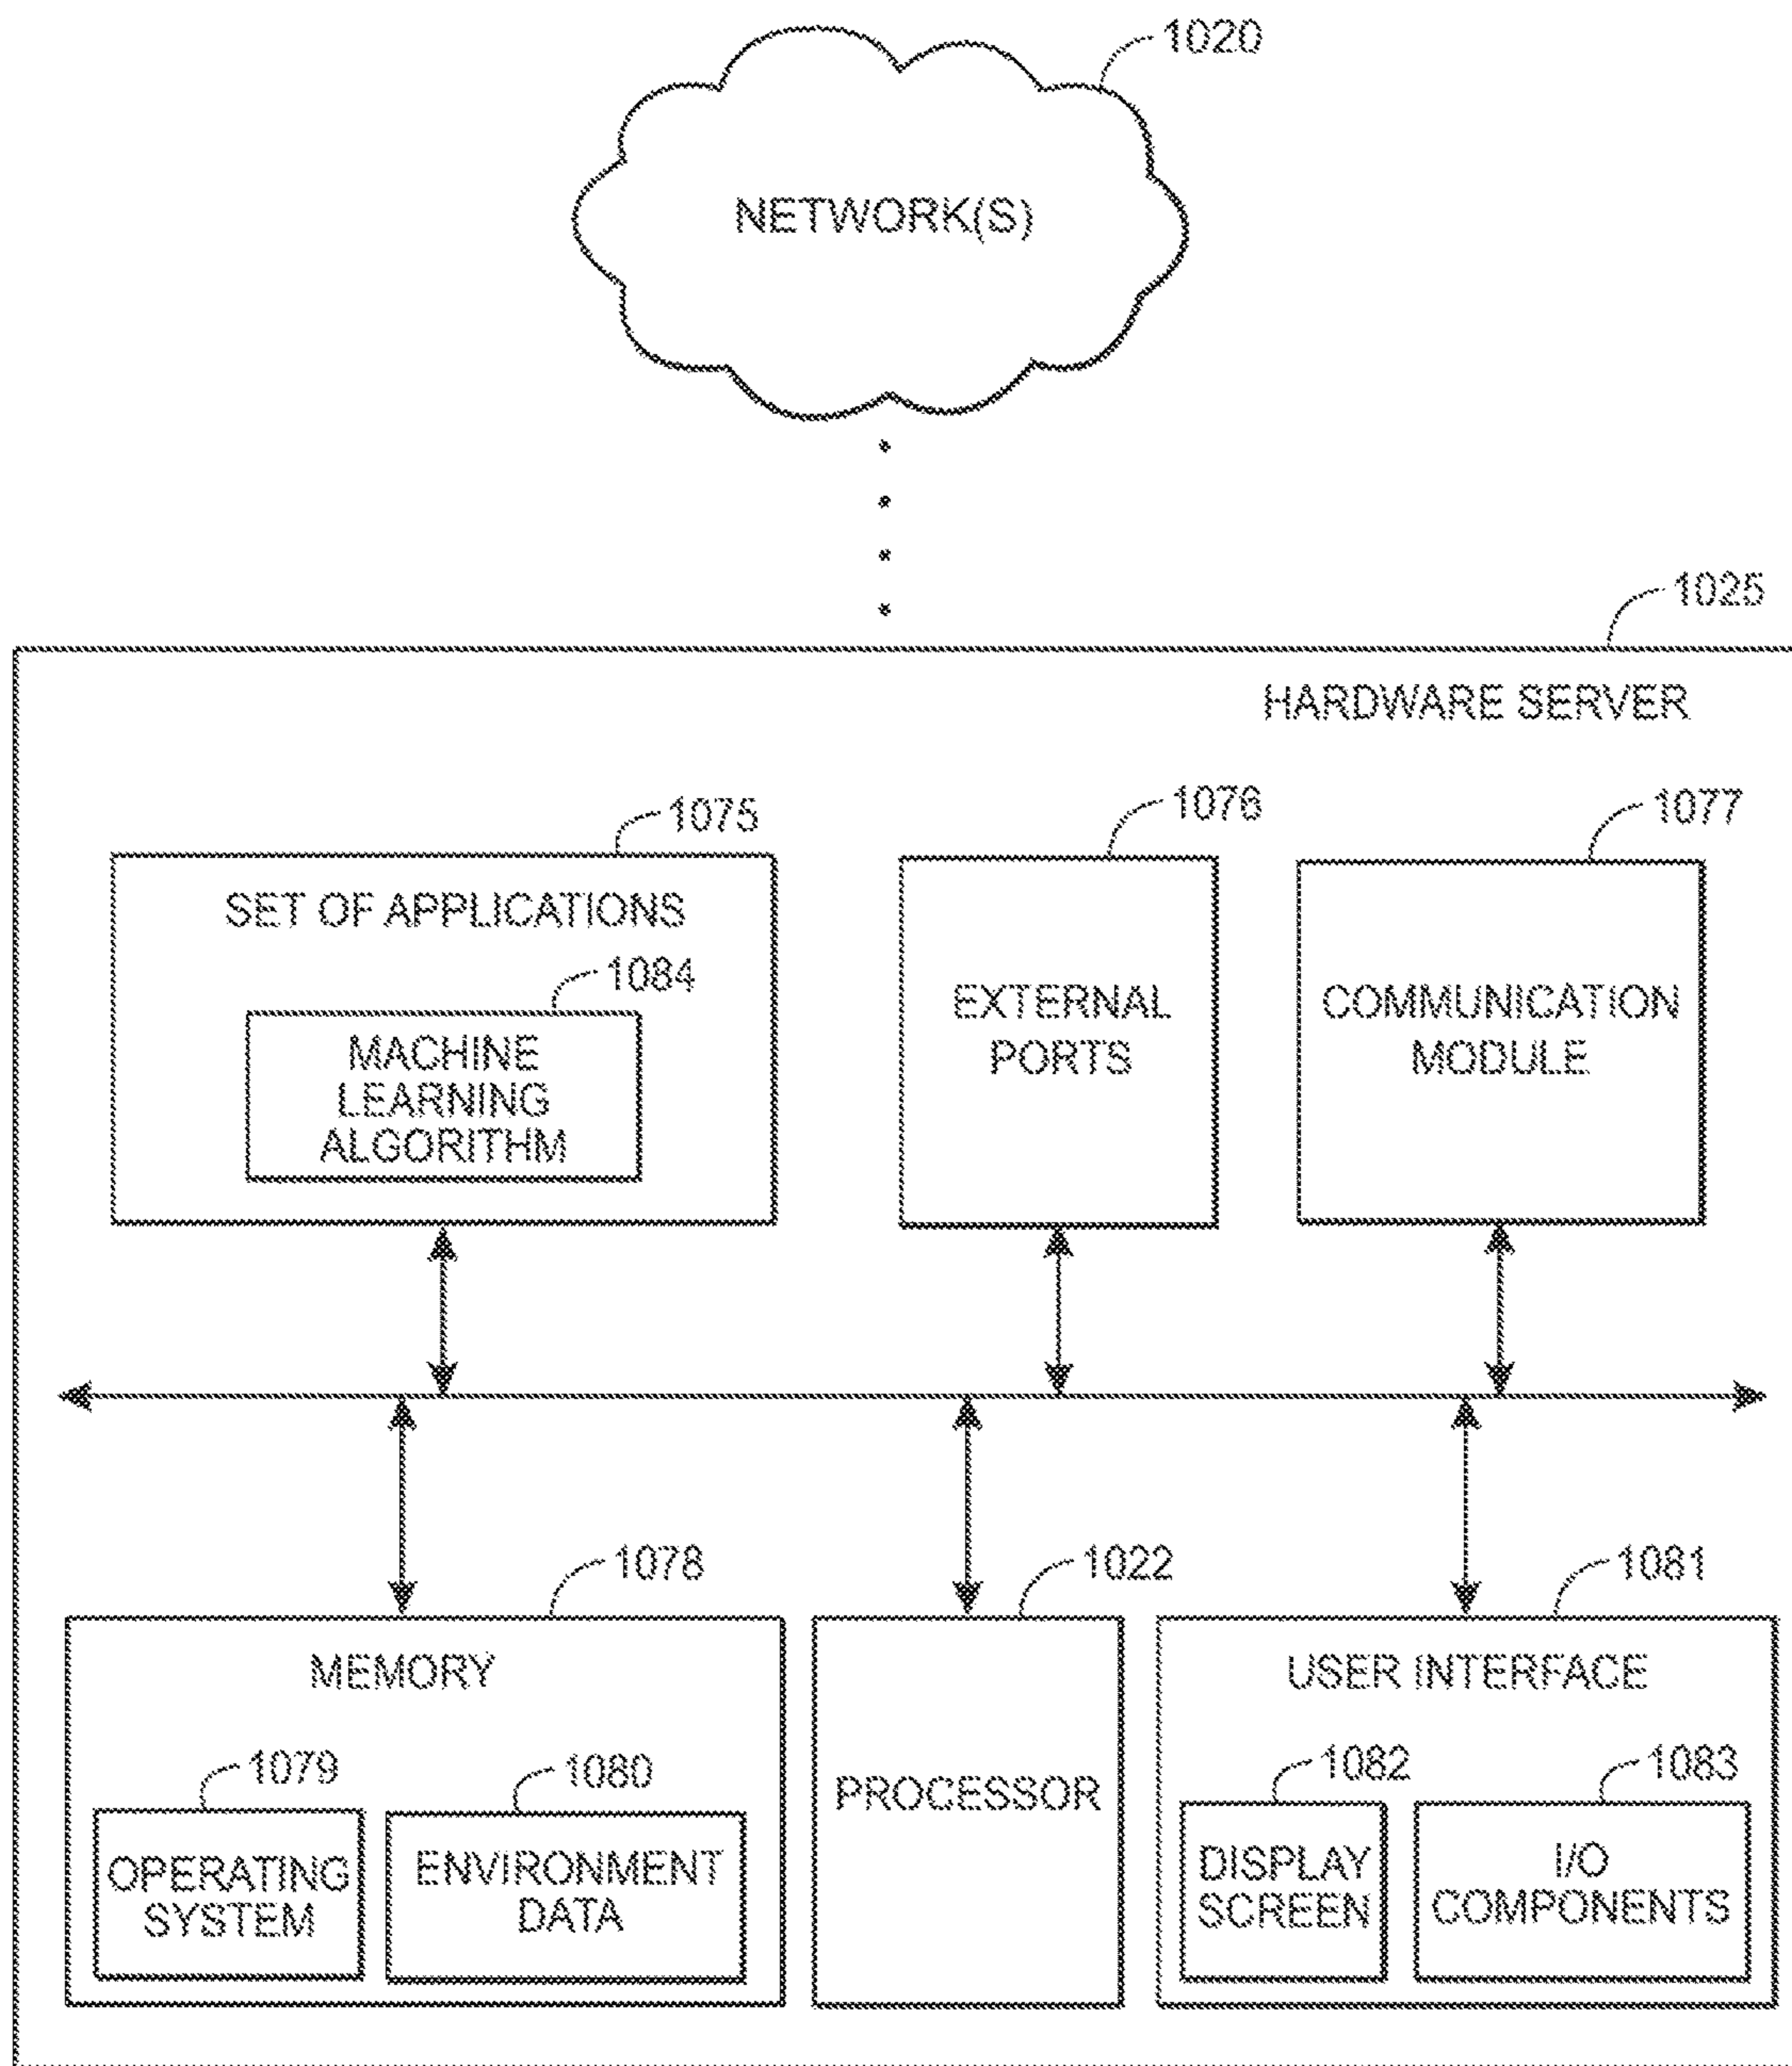 1020
NETWORK(S)
1025
HARDWARE SERVER
1075
1076
1077
SET OF APPLICATIONS
1084
MACHINE
LEARNING
ALGORITHM
EXTERNAL
PORTS
COMMUNICATION
MODULE
1078
1022
1081
MEMORY
1079
1080
OPERATING
SYSTEM
ENVIRONMENT
DATA
PROCESSOR
USER INTERFACE
1082
1083
DISPLAY
SCREEN
I/O
COMPONENTS